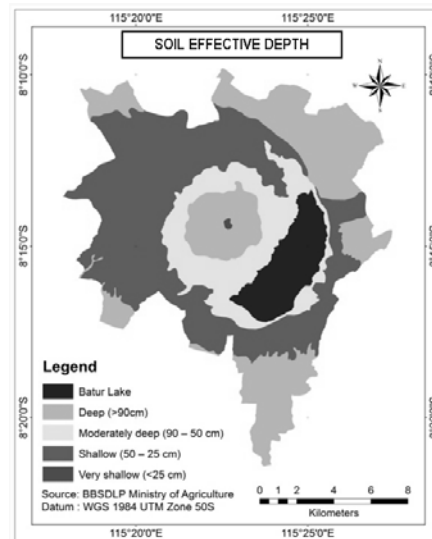 115°20'0"E 115°25'0"E
SOIL EFFECTIVE DEPTH
8°10'0"S
8°15'0"S
8°20'0"S
Legend
Batur Lake
Deep (>90cm)
Moderately deep (90 – 50 cm)
Shallow (50 – 25 cm)
Very shallow (<25 cm)
Source: BBSDLP Ministry of Agriculture
Datum : WGS 1984 UTM Zone 50S
0 1 2 4 6 8
Kilometers
115°20'0"E 115°25'0"E